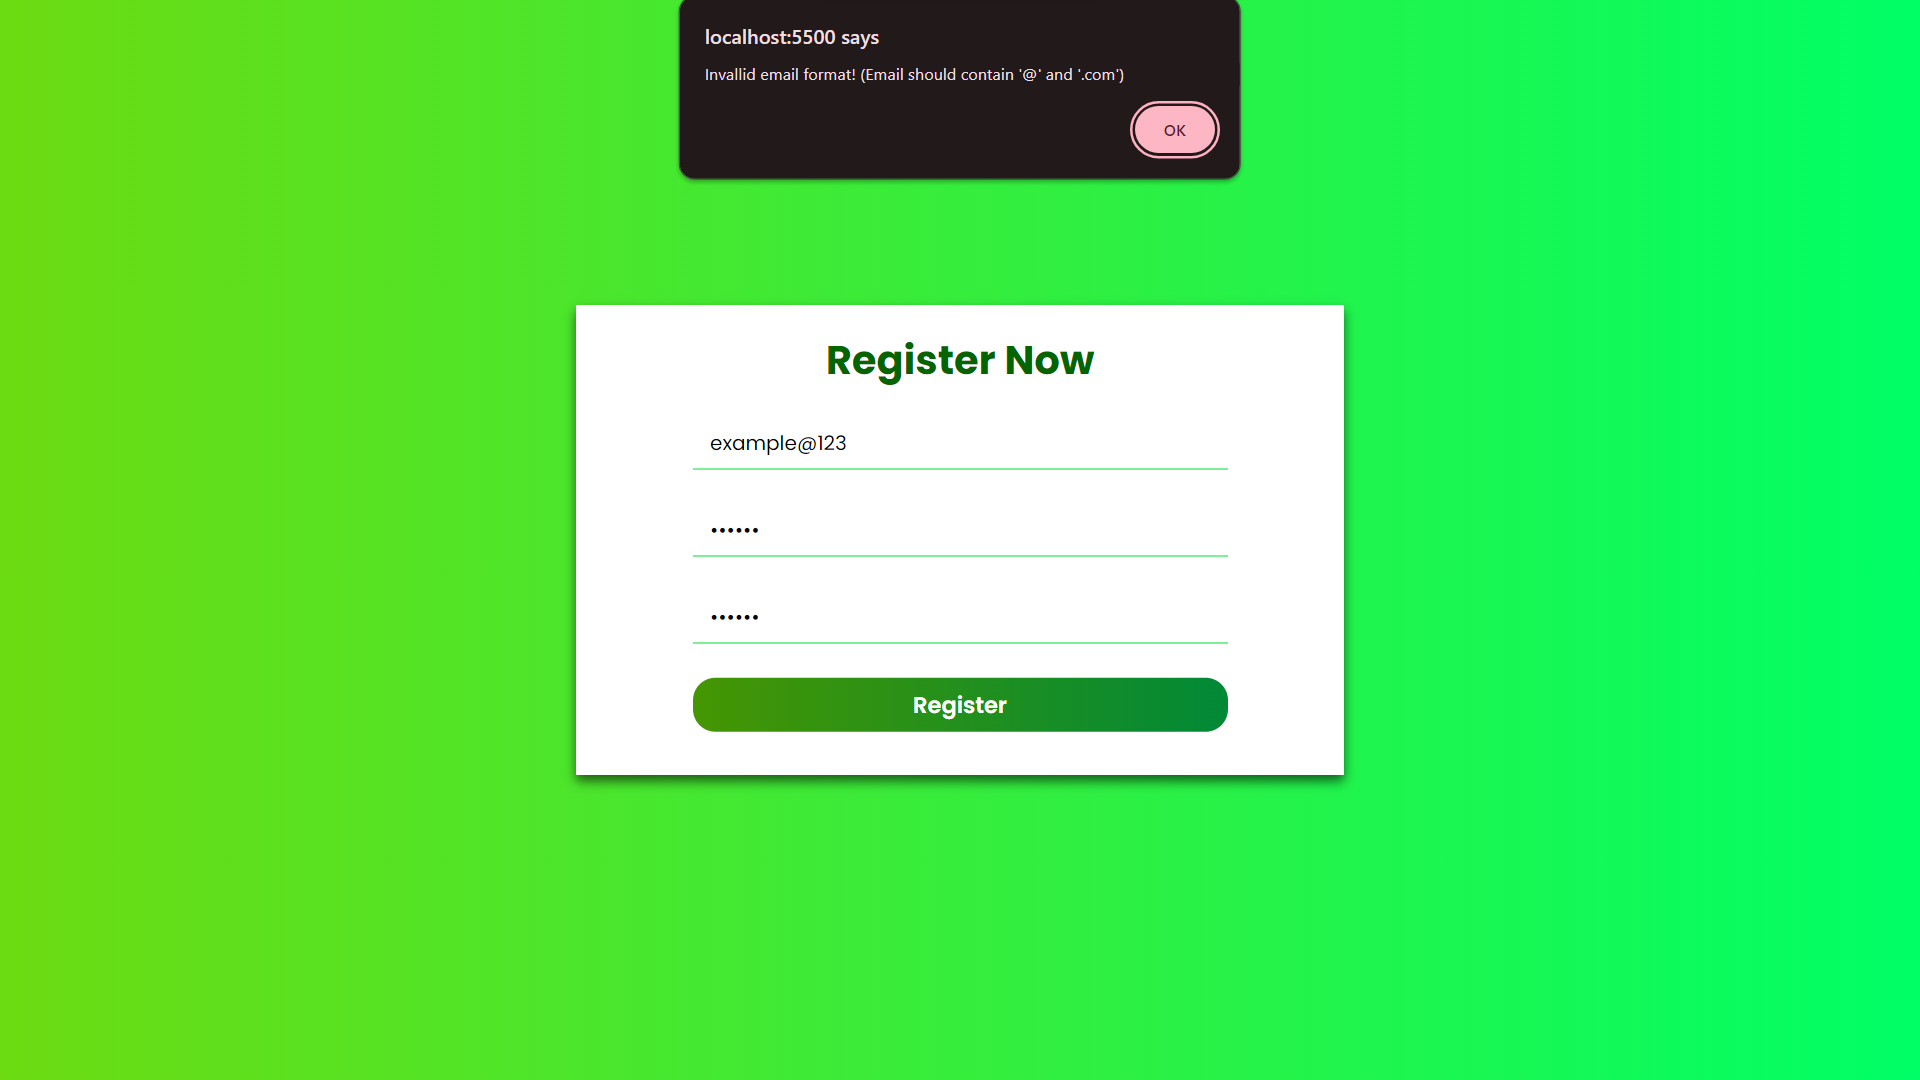 localhost:5500 says
Invallid email format! (Email should contain '@' and '.com')
OK
Register Now
example@123
••••••
••••••
Register